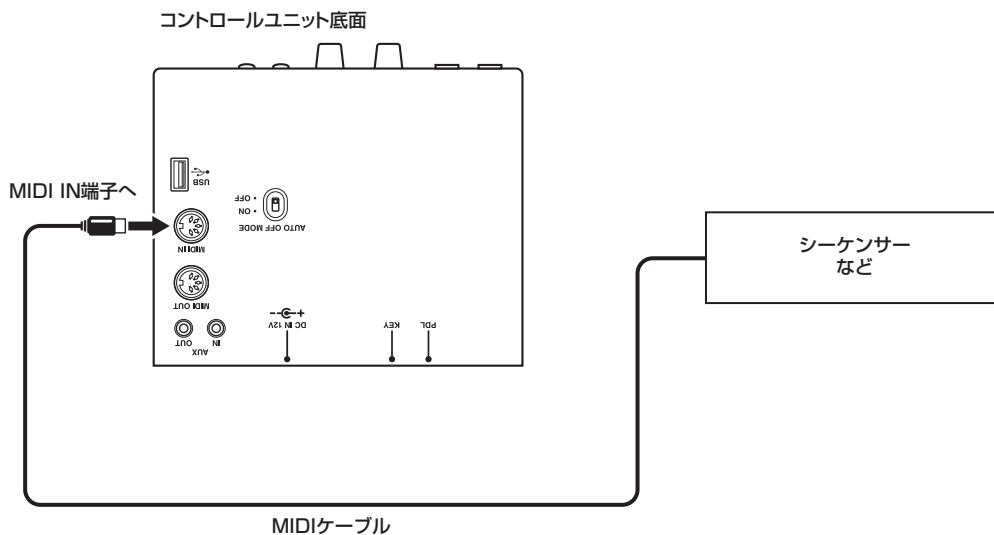 コントロールユニット底面
MIDI IN端子へ
USB
OFF
ON
AUTO OFF MODE
MIDI IN
MIDI OUT
OUT
IN
AUX
DC IN 12V
KEY
PDL
シーケンサー
など
MIDIケーブル